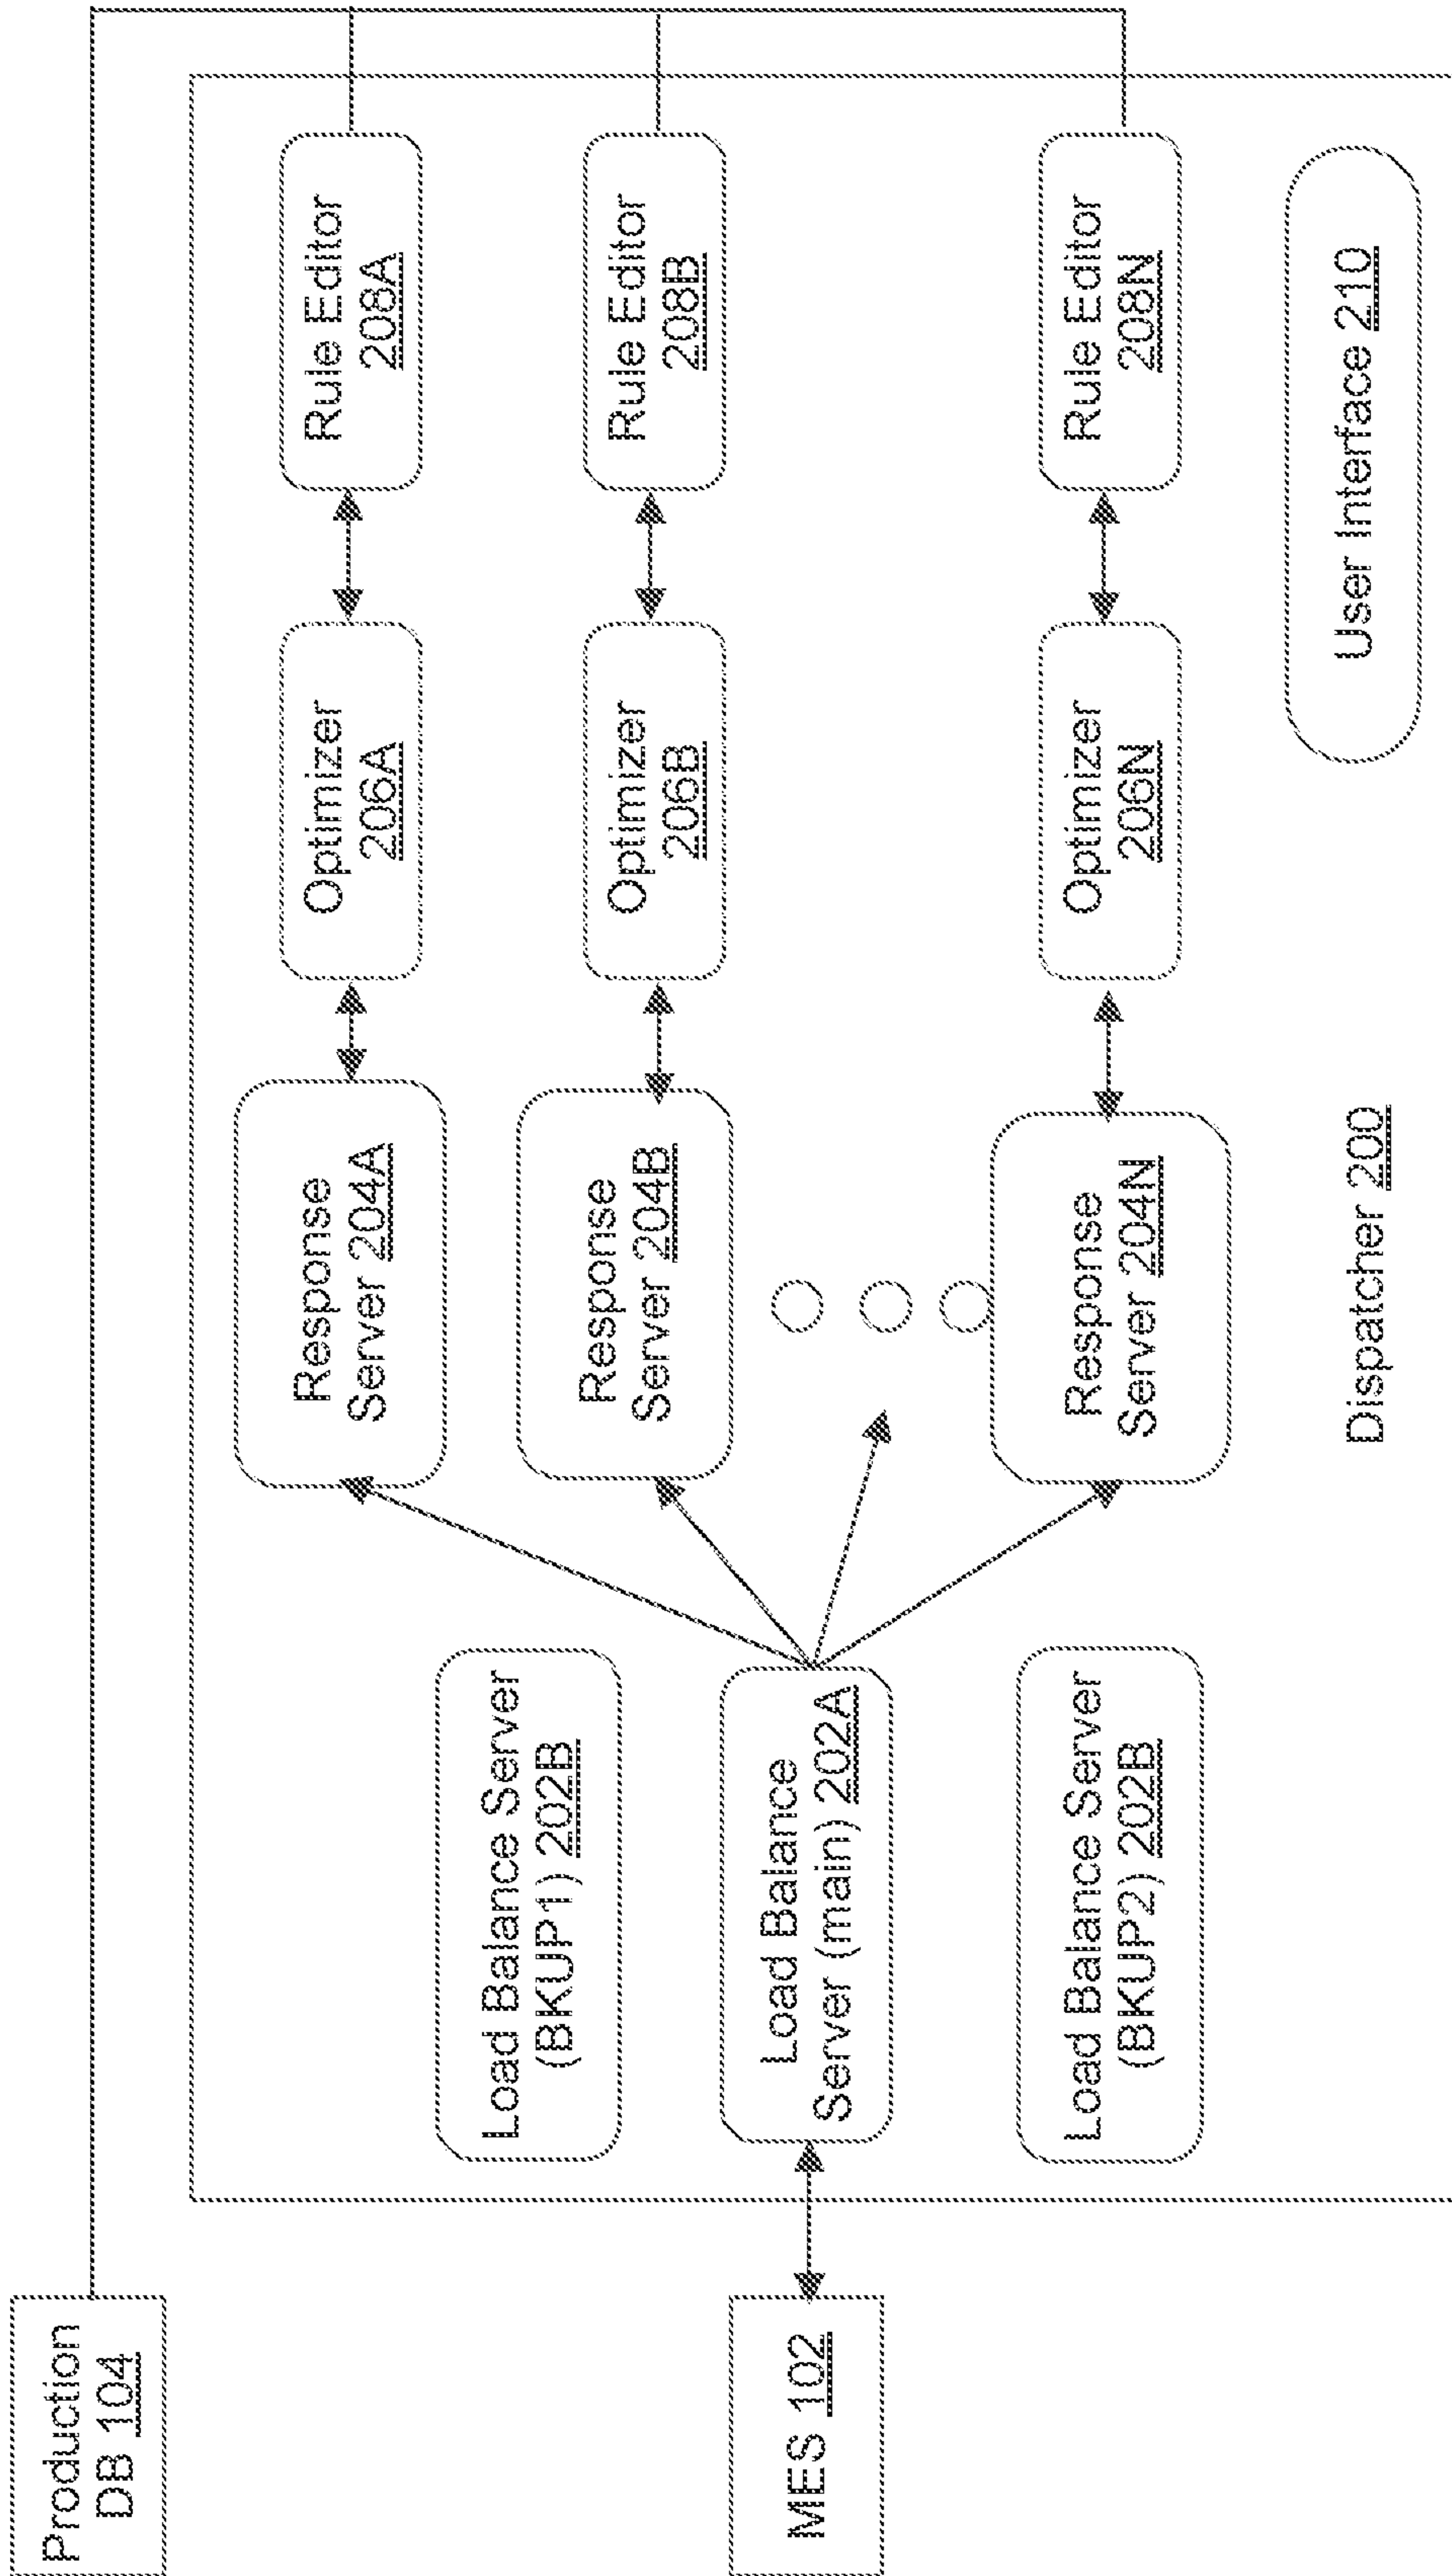 Production
DB 104
MES 102
Load Balance Server
(BKUP1) 202B
Load Balance
Server (main) 202A
Load Balance Server
(BKUP2) 202B
Response
Server 204A
Response
Server 204B
Response
Server 204N
Optimizer
206A
Optimizer
206B
Optimizer
206N
Rule Editor
208A
Rule Editor
208B
Rule Editor
208N
Dispatcher 200
User Interface 210